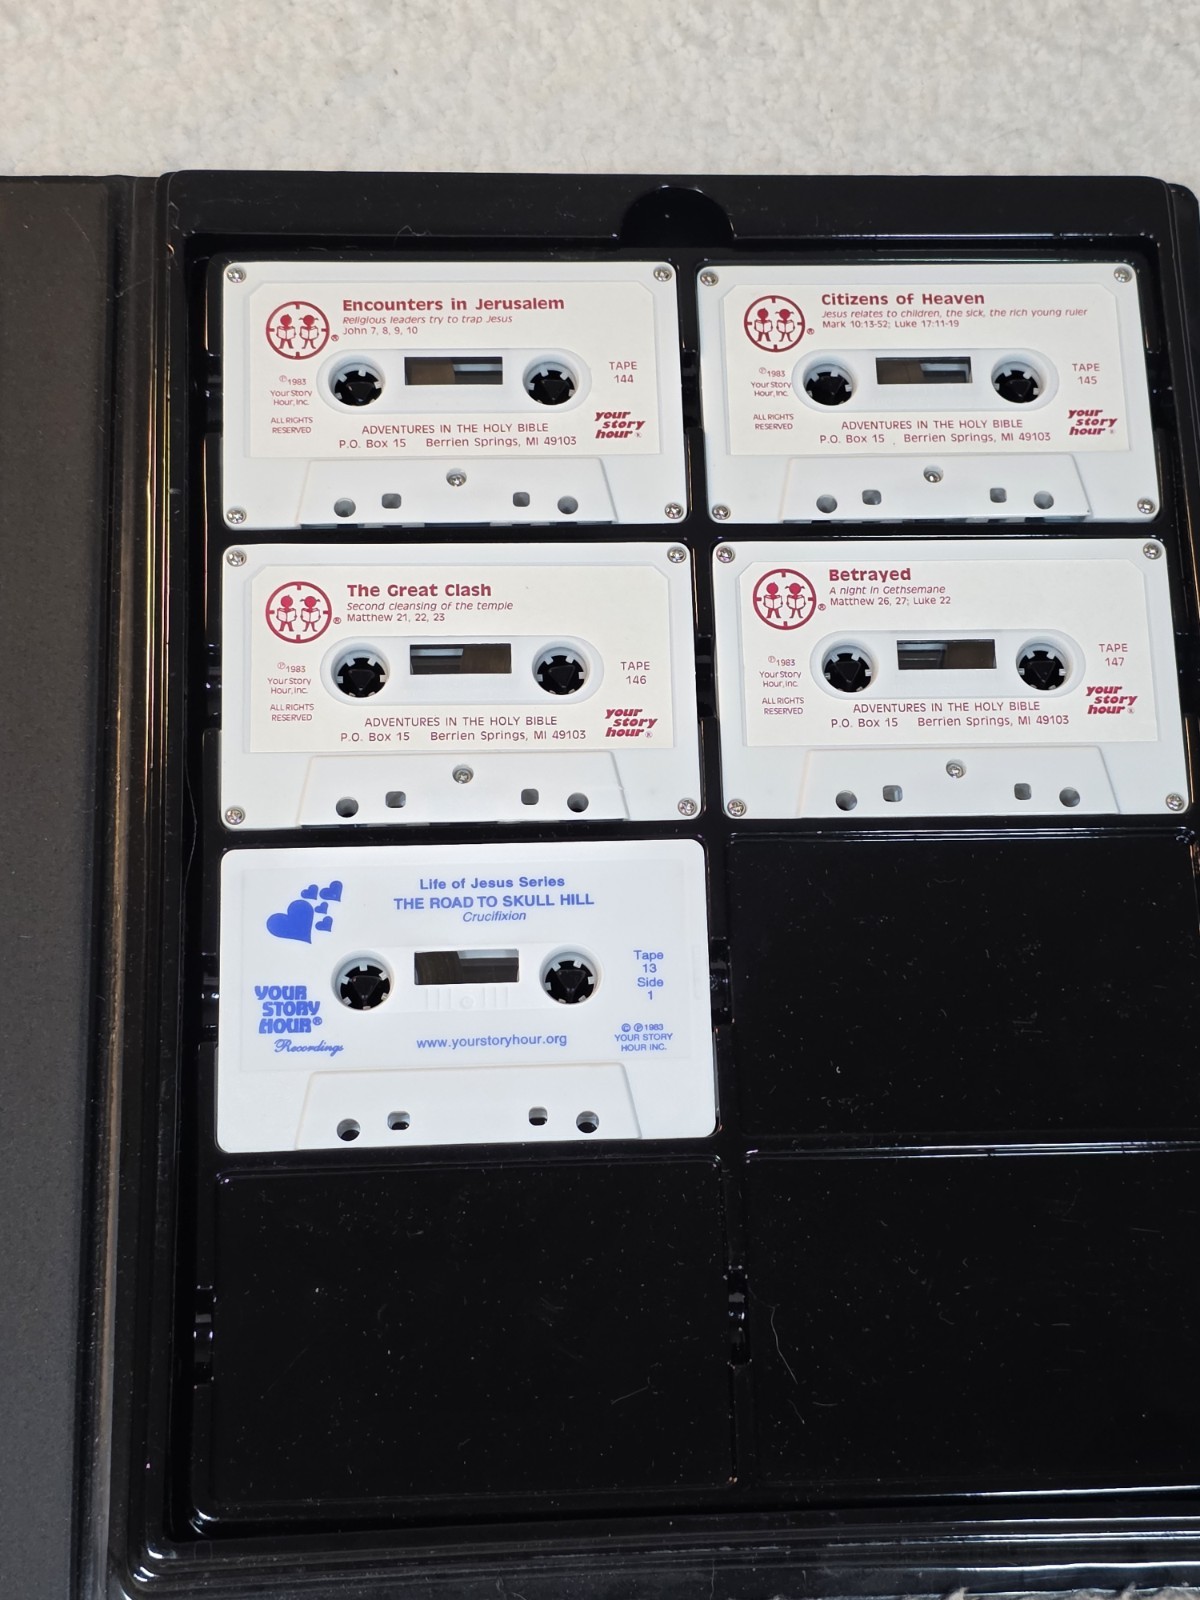 Encounters in Jerusalem
Religious leaders try to trap Jesus
John 7, 8, 9, 10
®
℗1983
Your Story
Hour, Inc.
ALL RIGHTS
RESERVED
TAPE
144
ADVENTURES IN THE HOLY BIBLE
P.O. Box 15 Berrien Springs, MI 49103
your
story
hour®
Citizens of Heaven
Jesus relates to children, the sick, the rich young ruler
Mark 10:13-52; Luke 17:11-19
®
℗1983
Your Story
Hour, Inc.
ALL RIGHTS
RESERVED
TAPE
145
ADVENTURES IN THE HOLY BIBLE
P.O. Box 15 Berrien Springs, MI 49103
your
story
hour®
The Great Clash
Second cleansing of the temple
Matthew 21, 22, 23
®
℗1983
Your Story
Hour, Inc.
ALL RIGHTS
RESERVED
TAPE
146
ADVENTURES IN THE HOLY BIBLE
P.O. Box 15 Berrien Springs, MI 49103
your
story
hour®
Betrayed
A night in Gethsemane
Matthew 26, 27; Luke 22
®
℗1983
Your Story
Hour, Inc.
ALL RIGHTS
RESERVED
TAPE
147
ADVENTURES IN THE HOLY BIBLE
P.O. Box 15 Berrien Springs, MI 49103
your
story
hour®
Life of Jesus Series
THE ROAD TO SKULL HILL
Crucifixion
Tape
13
Side
1
YOUR
STORY
HOUR®
Recordings
www.yourstoryhour.org
© ℗1983
YOUR STORY
HOUR INC.